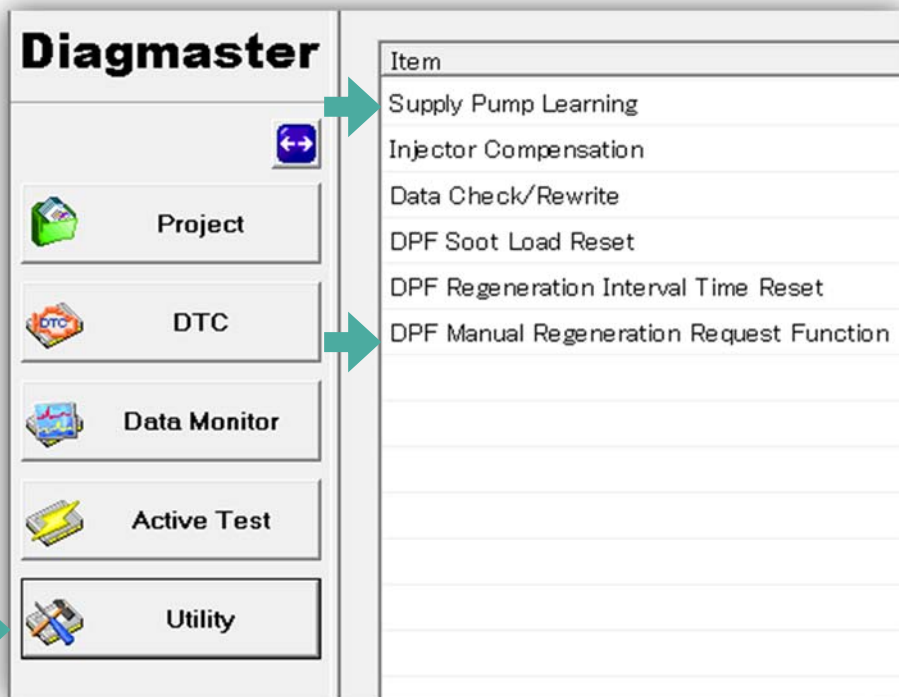 Diagmaster
Project
DTC
Data Monitor
Active Test
Utility
Item
Supply Pump Learning
Injector Compensation
Data Check/Rewrite
DPF Soot Load Reset
DPF Regeneration Interval Time Reset
DPF Manual Regeneration Request Function